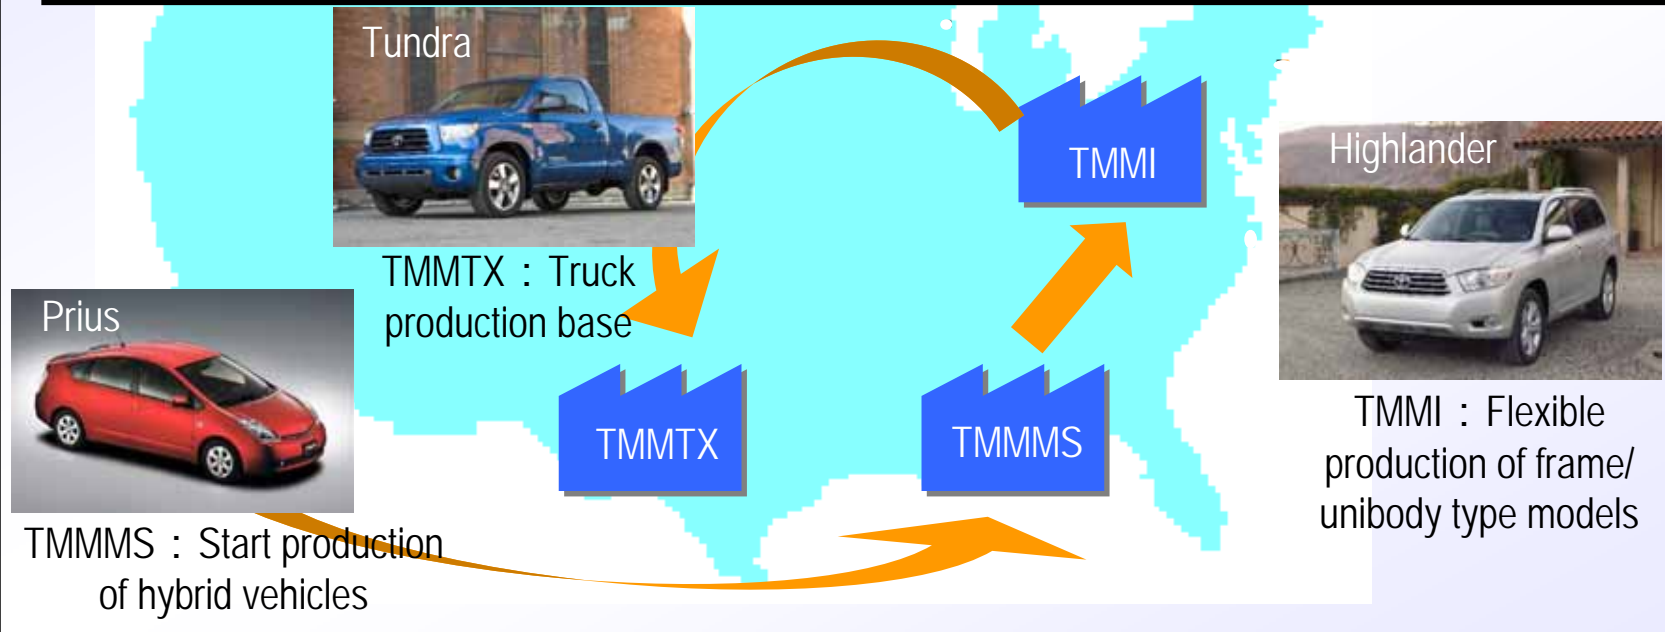 Tundra
TMMTX : Truck
production base
Prius
TMMMS : Start production
of hybrid vehicles
TMMTX
TMMMS
TMMI
Highlander
TMMI : Flexible
production of frame/
unibody type models